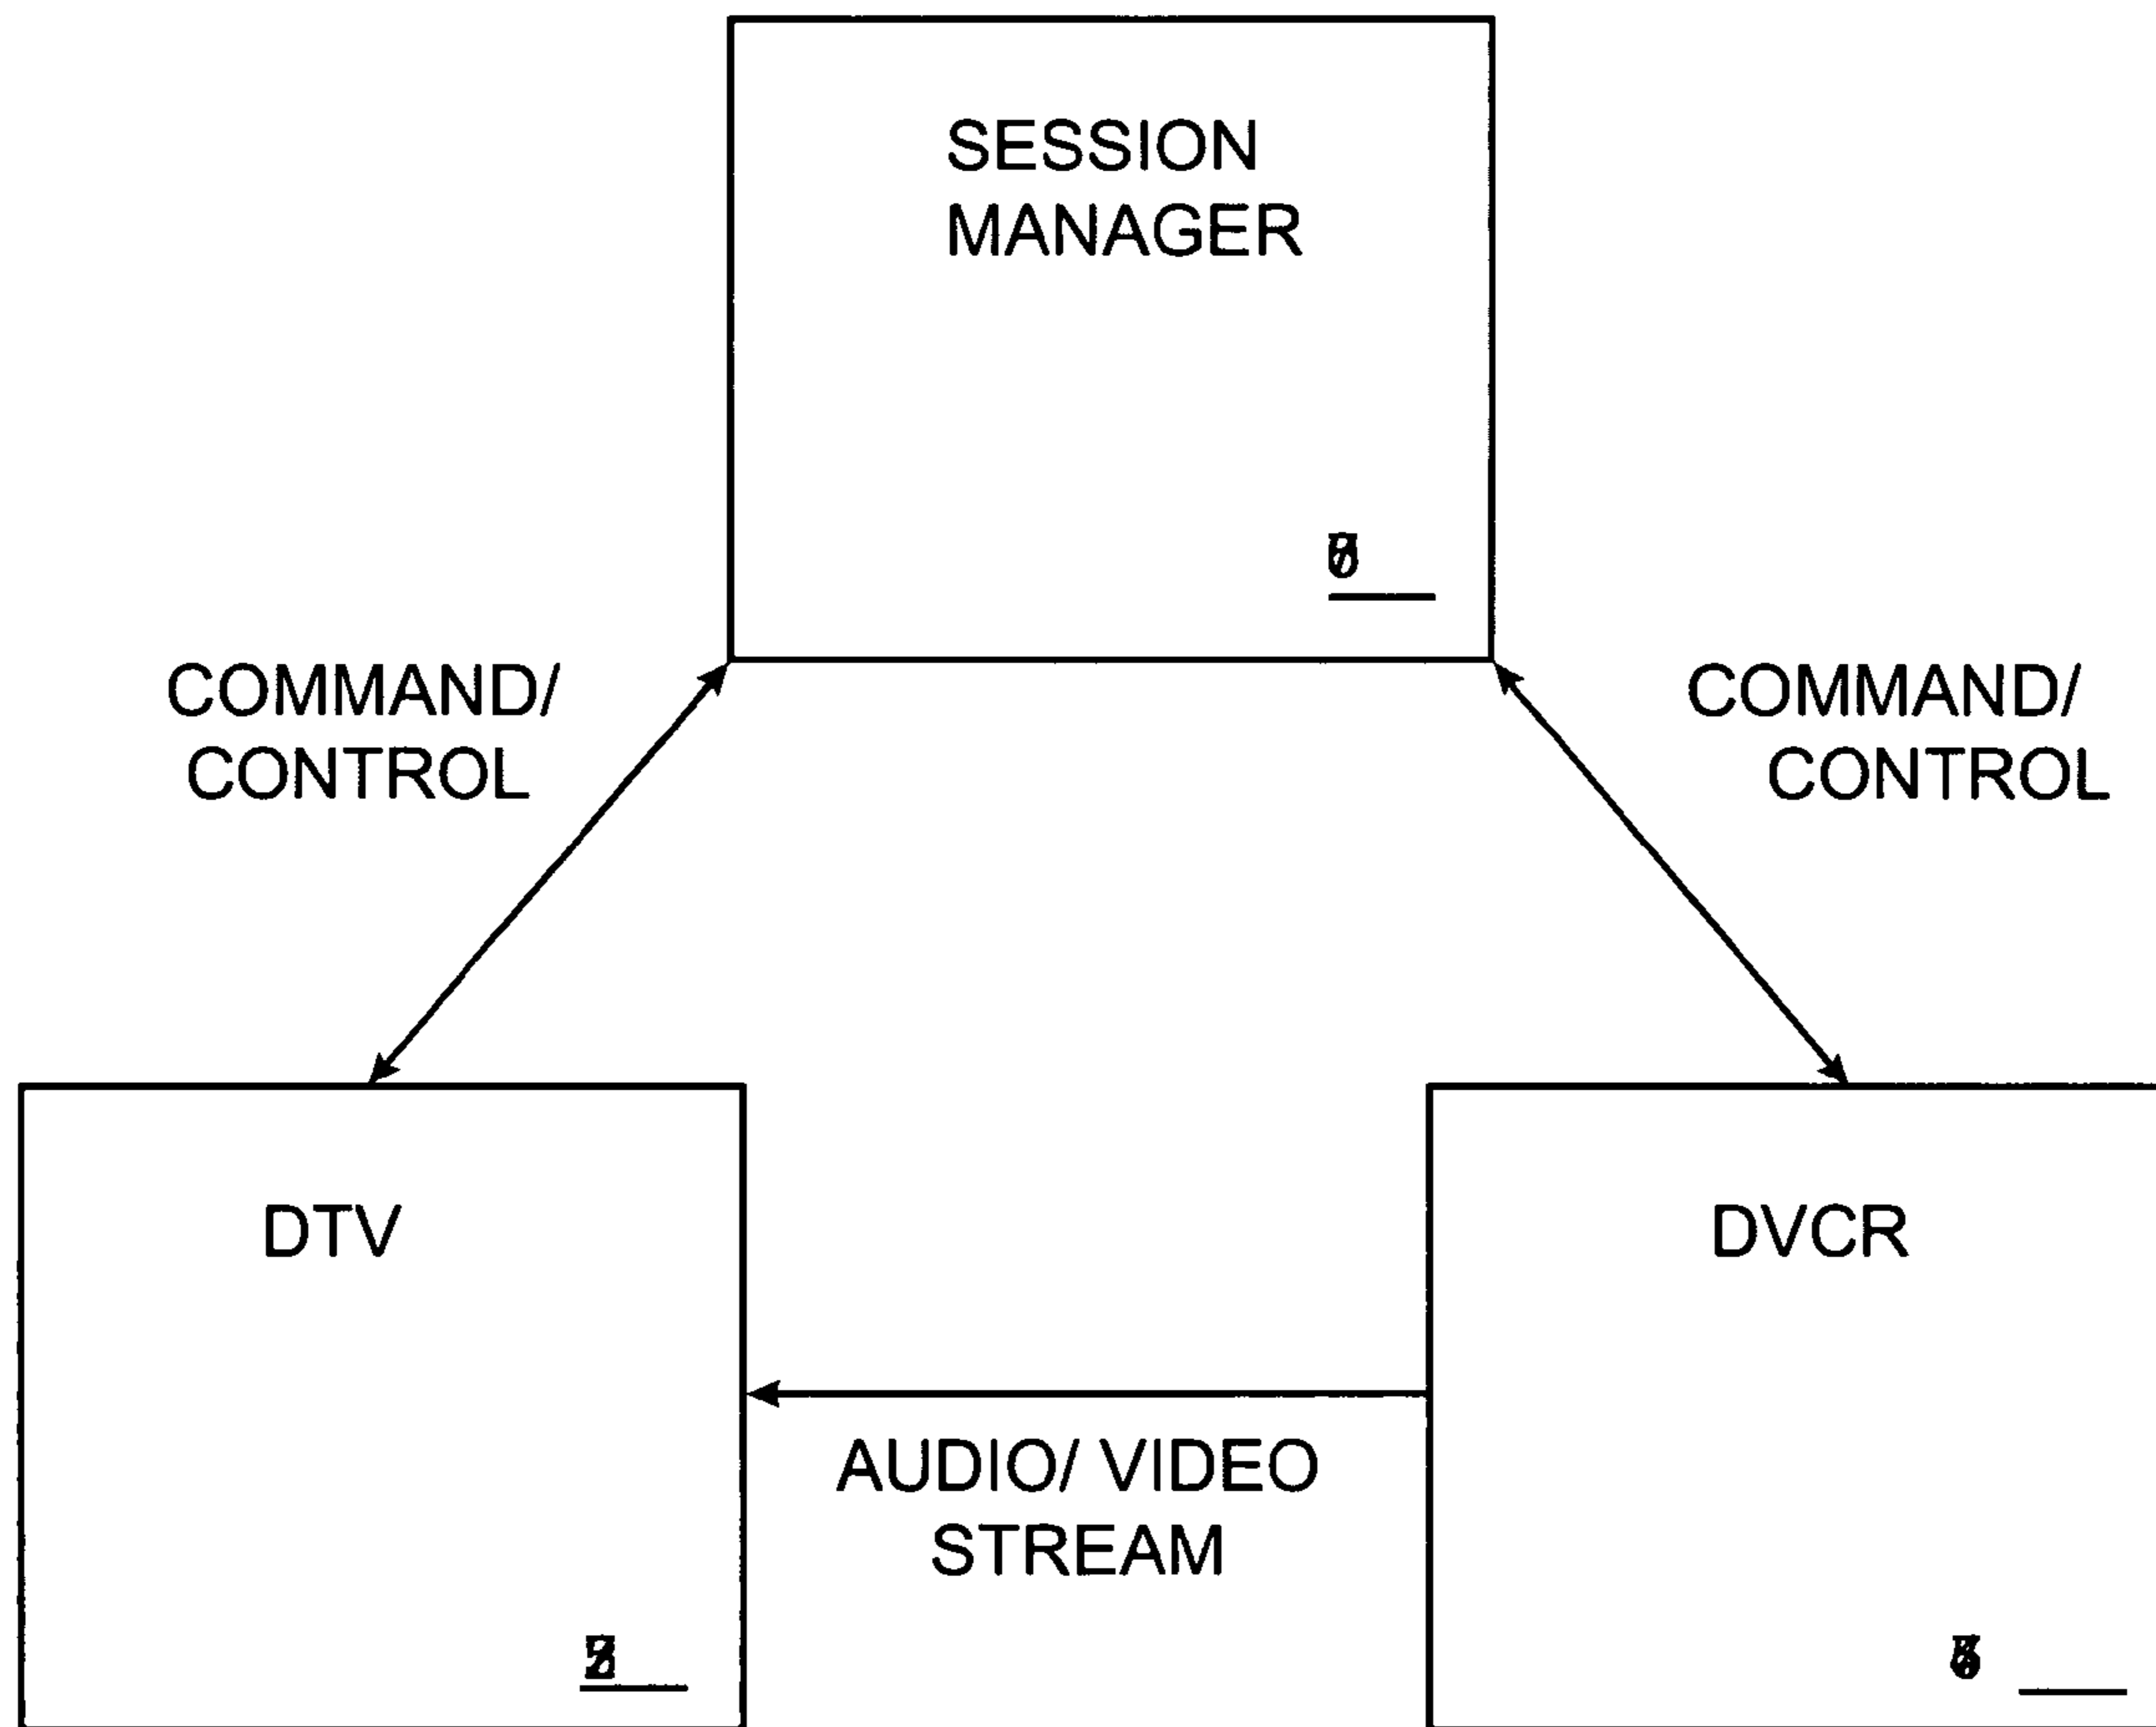 SESSION
MANAGER
COMMAND/
CONTROL
COMMAND/
CONTROL
DTV
DVCR
AUDIO/ VIDEO
STREAM